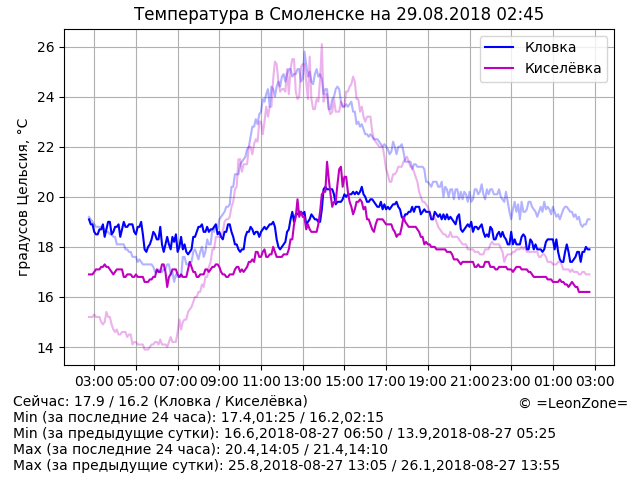 Температура в Смоленске на 29.08.2018 02:45
градусов Цельсия, °C
26
24
22
20
18
16
14
Кловка
Киселёвка
03:00 05:00 07:00 09:00 11:00 13:00 15:00 17:00 19:00 21:00 23:00 01:00 03:00
Сейчас: 17.9 / 16.2 (Кловка / Киселёвка)
© =LeonZone=
Min (за последние 24 часа): 17.4,01:25 / 16.2,02:15
Min (за предыдущие сутки): 16.6,2018-08-27 06:50 / 13.9,2018-08-27 05:25
Max (за последние 24 часа): 20.4,14:05 / 21.4,14:10
Max (за предыдущие сутки): 25.8,2018-08-27 13:05 / 26.1,2018-08-27 13:55